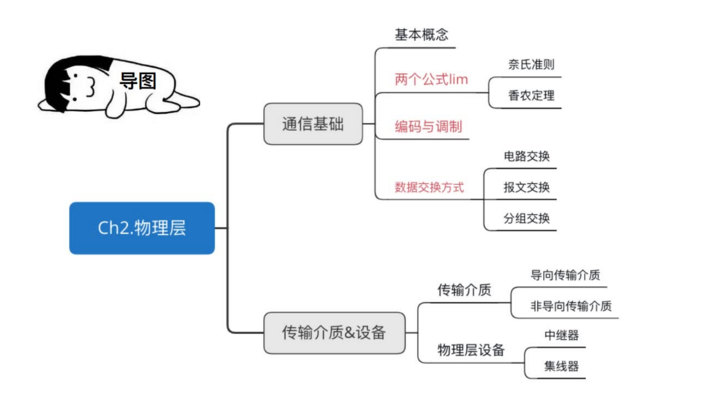 导图
Ch2.物理层
通信基础
基本概念
两个公式lim
奈氏准则
香农定理
编码与调制
数据交换方式
电路交换
报文交换
分组交换
传输介质&设备
传输介质
导向传输介质
非导向传输介质
物理层设备
中继器
集线器